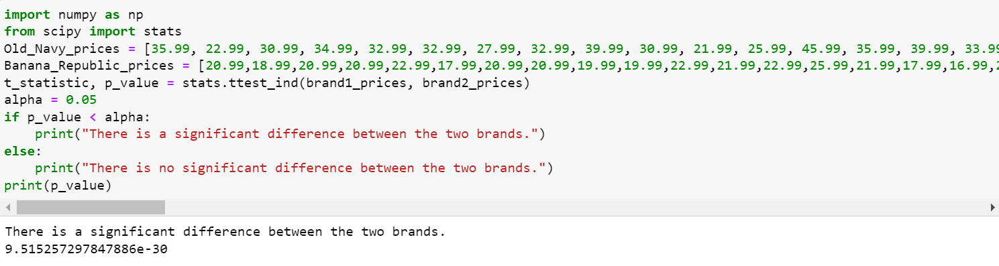 import numpy as np
from scipy import stats
Old_Navy_prices = [35.99, 22.99, 30.99, 34.99, 32.99, 32.99, 27.99, 32.99, 39.99, 30.99, 21.99, 25.99, 45.99, 35.99, 39.99, 33.99
Banana_Republic_prices = [20.99,18.99,20.99,20.99,22.99,17.99,20.99,20.99,19.99,19.99,22.99,21.99,22.99,25.99,21.99,17.99,16.99,2
t_statistic, p_value = stats.ttest_ind(brand1_prices, brand2_prices)
alpha = 0.05
if p_value < alpha:
    print("There is a significant difference between the two brands.")
else:
    print("There is no significant difference between the two brands.")
print(p_value)
There is a significant difference between the two brands.
9.515257297847886e-30